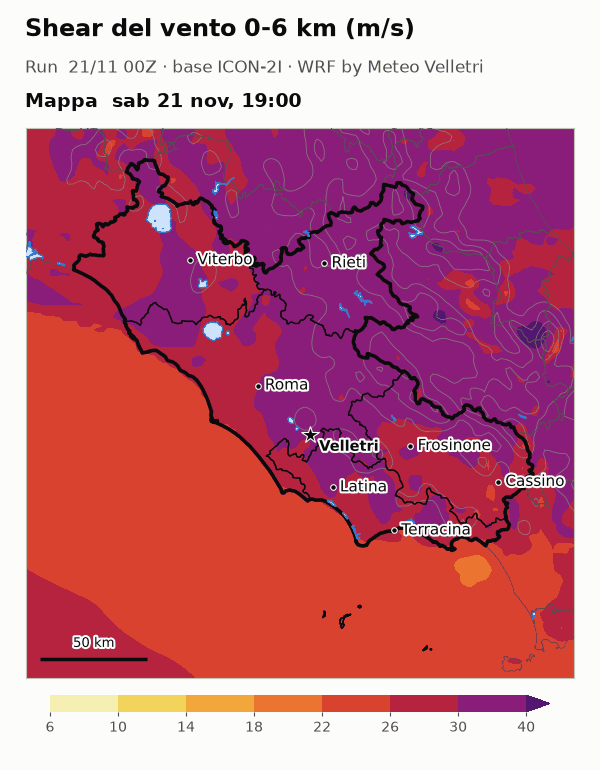 Shear del vento 0-6 km (m/s)
Run  21/11 00Z · base ICON-2I · WRF by Meteo Velletri
Mappa  sab 21 nov, 19:00
Viterbo
Rieti
Roma
Velletri
Frosinone
Latina
Cassino
Terracina
50 km
6 10 14 18 22 26 30 40